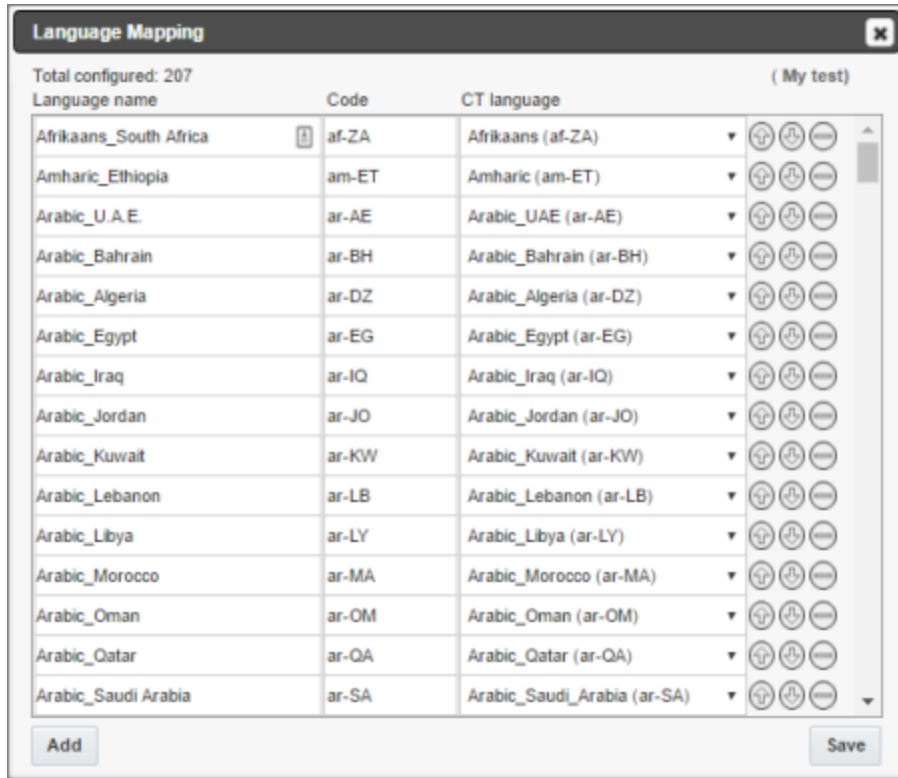 Language Mapping
Total configured: 207 ( My test)
Language name Code CT language
Afrikaans_South Africa af-ZA Afrikaans (af-ZA)
Amharic_Ethiopia am-ET Amharic (am-ET)
Arabic_U.A.E. ar-AE Arabic_UAE (ar-AE)
Arabic_Bahrain ar-BH Arabic_Bahrain (ar-BH)
Arabic_Algeria ar-DZ Arabic_Algeria (ar-DZ)
Arabic_Egypt ar-EG Arabic_Egypt (ar-EG)
Arabic_Iraq ar-IQ Arabic_Iraq (ar-IQ)
Arabic_Jordan ar-JO Arabic_Jordan (ar-JO)
Arabic_Kuwait ar-KW Arabic_Kuwait (ar-KW)
Arabic_Lebanon ar-LB Arabic_Lebanon (ar-LB)
Arabic_Libya ar-LY Arabic_Libya (ar-LY)
Arabic_Morocco ar-MA Arabic_Morocco (ar-MA)
Arabic_Oman ar-OM Arabic_Oman (ar-OM)
Arabic_Qatar ar-QA Arabic_Qatar (ar-QA)
Arabic_Saudi Arabia ar-SA Arabic_Saudi_Arabia (ar-SA)
Add Save